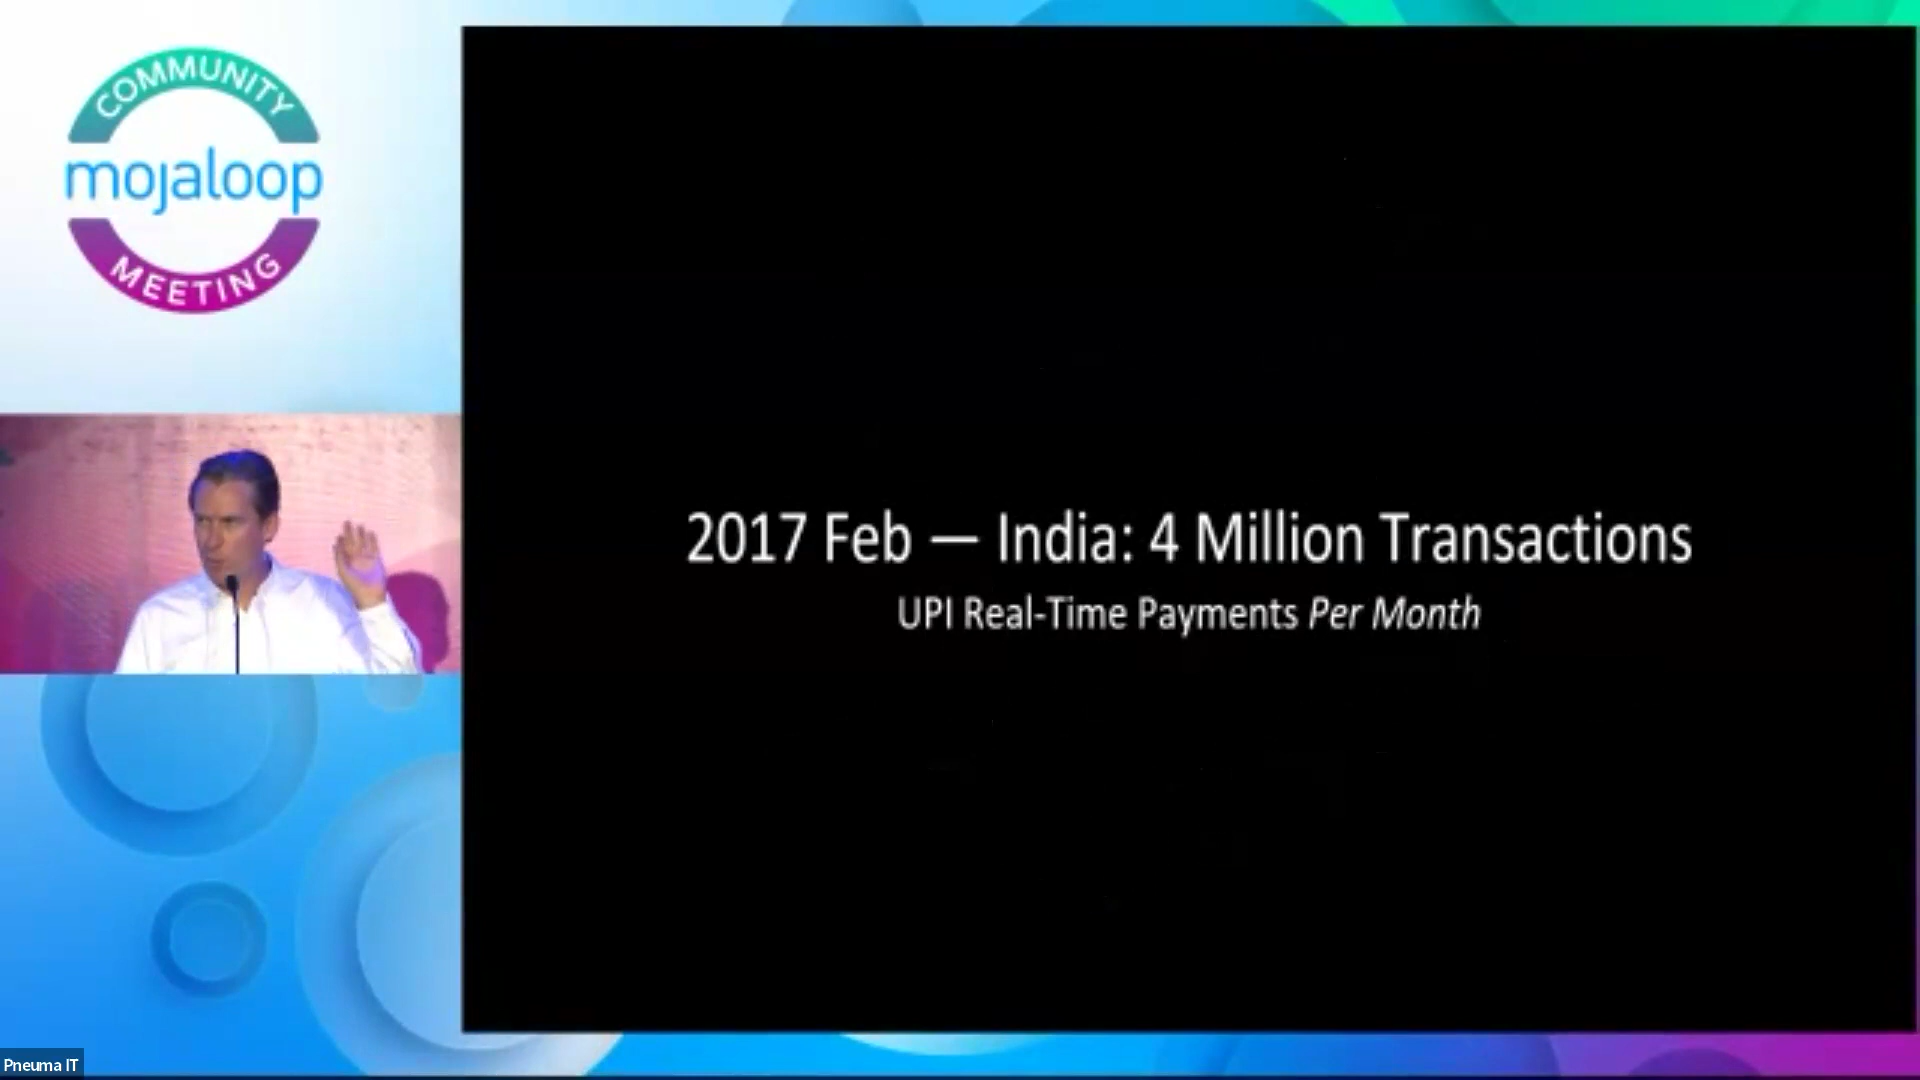 COMMUNITY
mojaloop
MEETING
2017 Feb — India: 4 Million Transactions
UPI Real-Time Payments Per Month
Pneuma IT